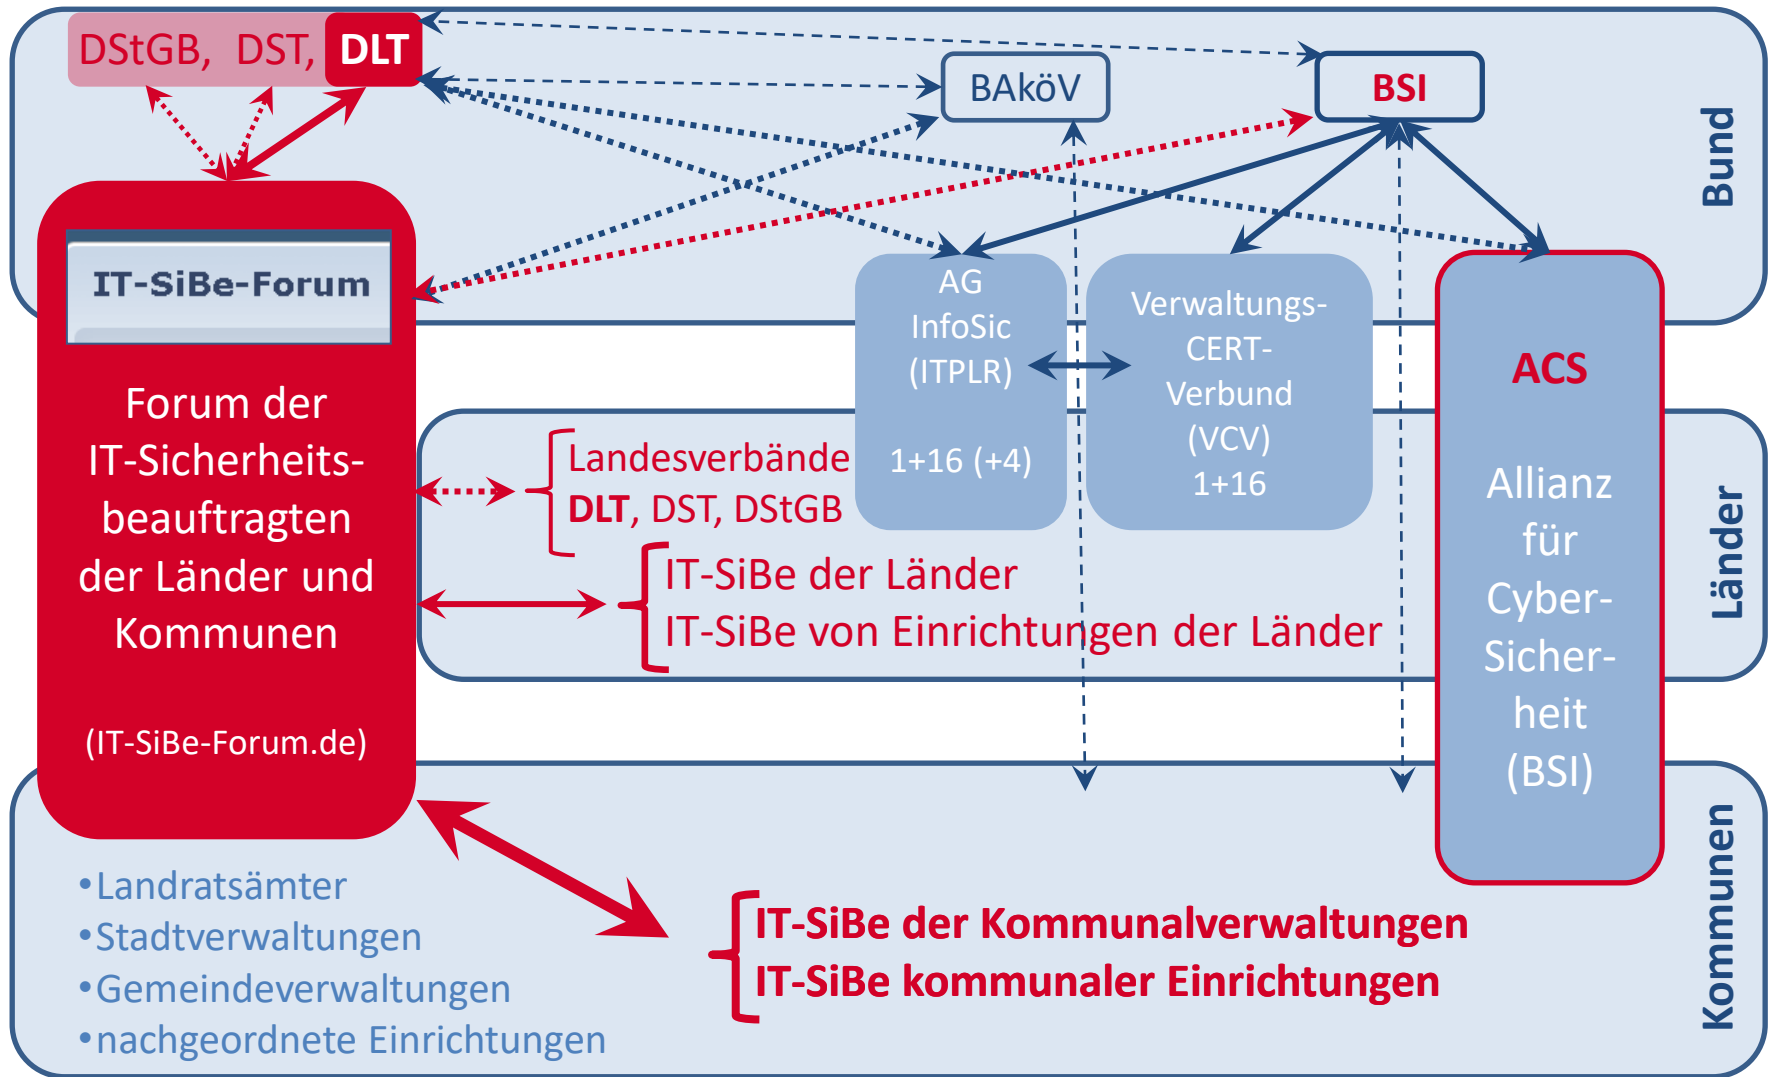 DStGB, DST, DLT
BAköV
BSI
Bund
IT-SiBe-Forum
Forum der
IT-Sicherheits-
beauftragten
der Länder und
Kommunen
(IT-SiBe-Forum.de)
AG
InfoSic
(ITPLR)
1+16 (+4)
Verwaltungs-
CERT-
Verbund
(VCV)
1+16
ACS
Allianz
für
Cyber-
Sicher-
heit
(BSI)
Landesverbände
DLT, DST, DStGB
IT-SiBe der Länder
IT-SiBe von Einrichtungen der Länder
Länder
•Landratsämter
•Stadtverwaltungen
•Gemeindeverwaltungen
•nachgeordnete Einrichtungen
IT-SiBe der Kommunalverwaltungen
IT-SiBe kommunaler Einrichtungen
Kommunen